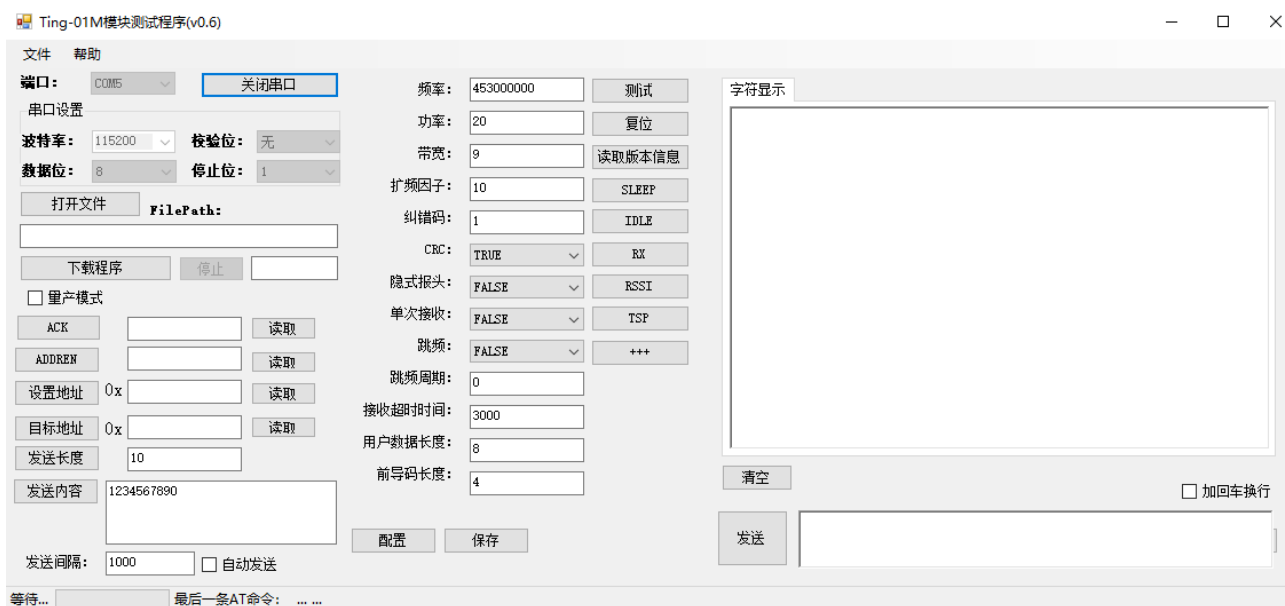 Ting-01M模块测试程序(v0.6)
文件 帮助
端口: COM5 关闭串口
串口设置
波特率: 115200 校验位: 无
数据位: 8 停止位: 1
打开文件 FilePath:
下载程序 停止
量产模式
ACK 读取
ADDREN 读取
设置地址 0x 读取
目标地址 0x 读取
发送长度 10
发送内容 1234567890
发送间隔: 1000 自动发送
频率: 453000000 测试
功率: 20 复位
带宽: 9 读取版本信息
扩频因子: 10 SLEEP
纠错码: 1 IDLE
CRC: TRUE RX
隐式报头: FALSE RSSI
单次接收: FALSE TSP
跳频: FALSE +++
跳频周期: 0
接收超时时间: 3000
用户数据长度: 8
前导码长度: 4
配置 保存
字符显示
清空 加回车换行
发送
等待... 最后一条AT命令: ... ...